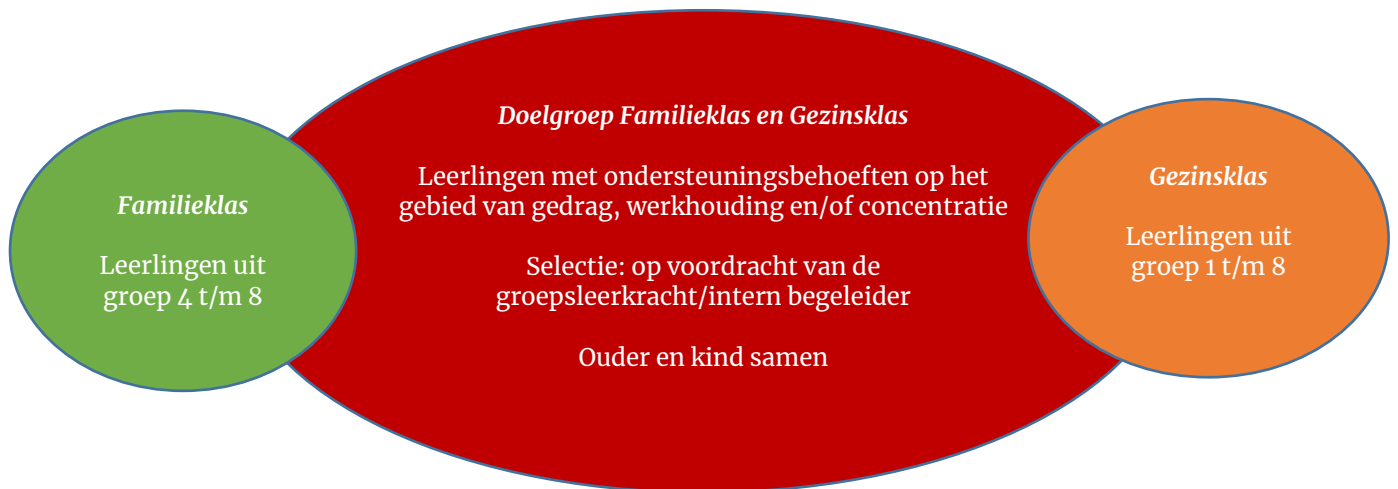 Familieklas
Leerlingen uit
groep 4 t/m 8
Doelgroep Familieklas en Gezinsklas
Leerlingen met ondersteuningsbehoeften op het
gebied van gedrag, werkhouding en/of concentratie
Selectie: op voordracht van de
groepsleerkracht/intern begeleider
Ouder en kind samen
Gezinsklas
Leerlingen uit
groep 1 t/m 8